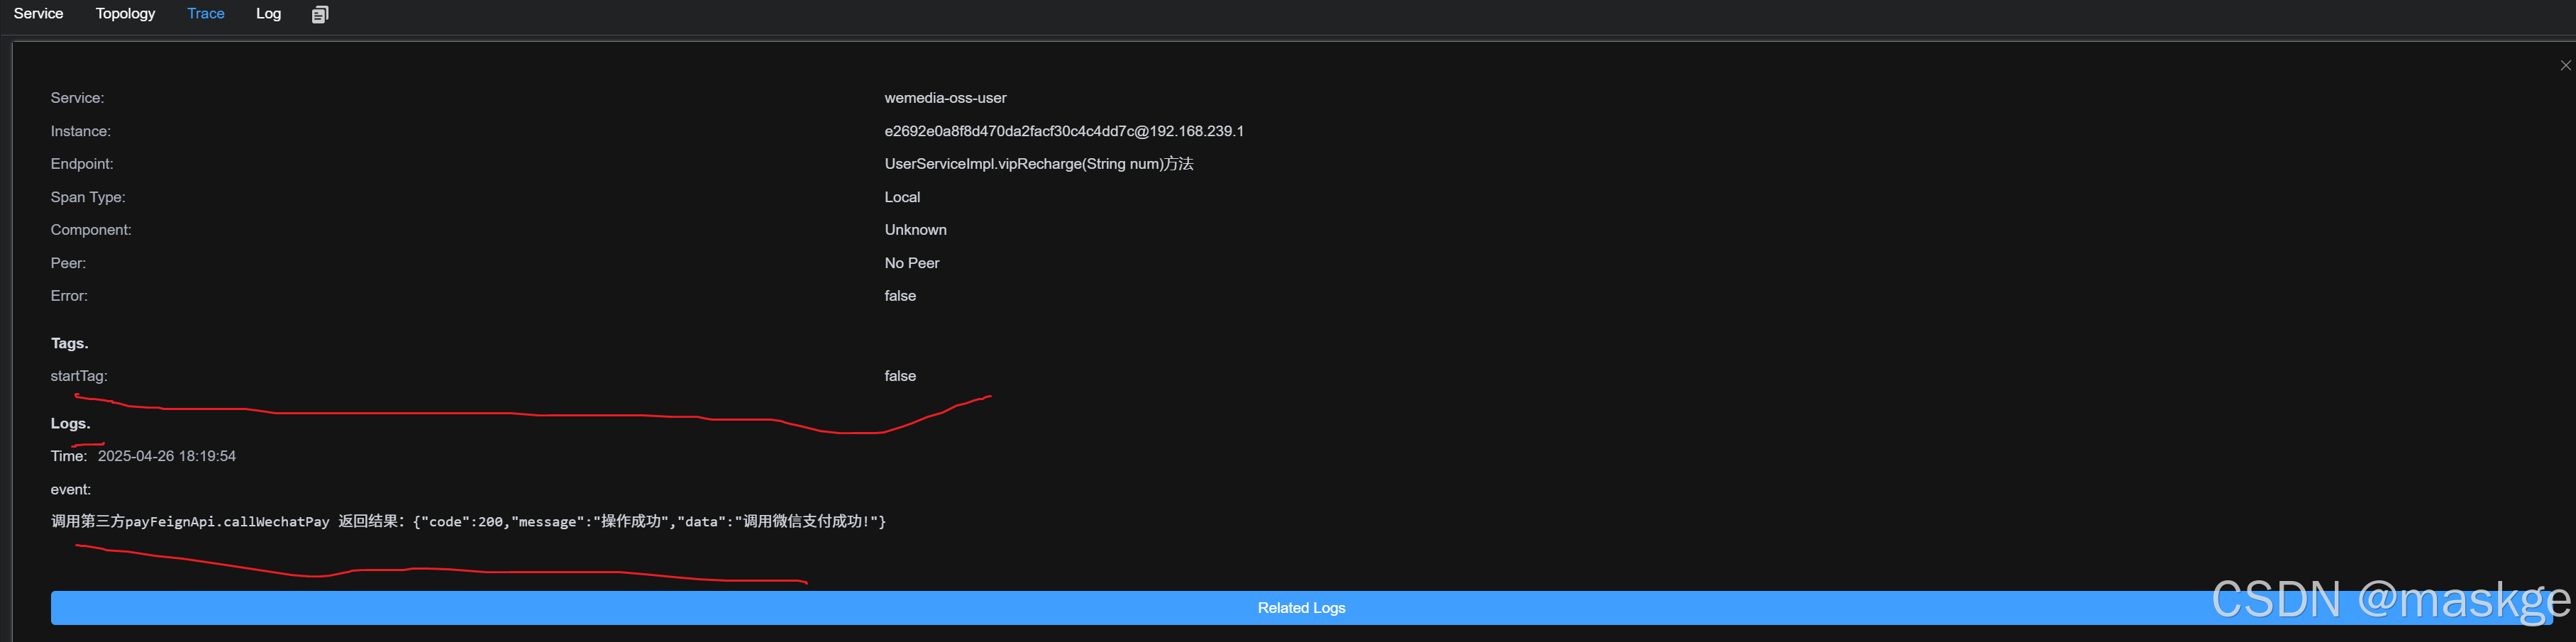 Service Topology Trace Log
Service: wemedia-oss-user
Instance: e2692e0a8f8d470da2facf30c4c4dd7c@192.168.239.1
Endpoint: UserServiceImpl.vipRecharge(String num)方法
Span Type: Local
Component: Unknown
Peer: No Peer
Error: false
Tags.
startTag: false
Logs.
Time: 2025-04-26 18:19:54
event:
调用第三方payFeignApi.callWechatPay 返回结果: {"code":200,"message":"操作成功","data":"调用微信支付成功!"}
Related Logs
CSDN @maskge